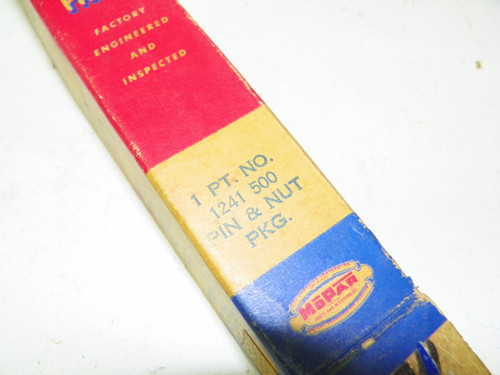 FACTORY
ENGINEERED
AND
INSPECTED
1 PT. NO.
1241 500
PIN & NUT
PKG.
MOPAR